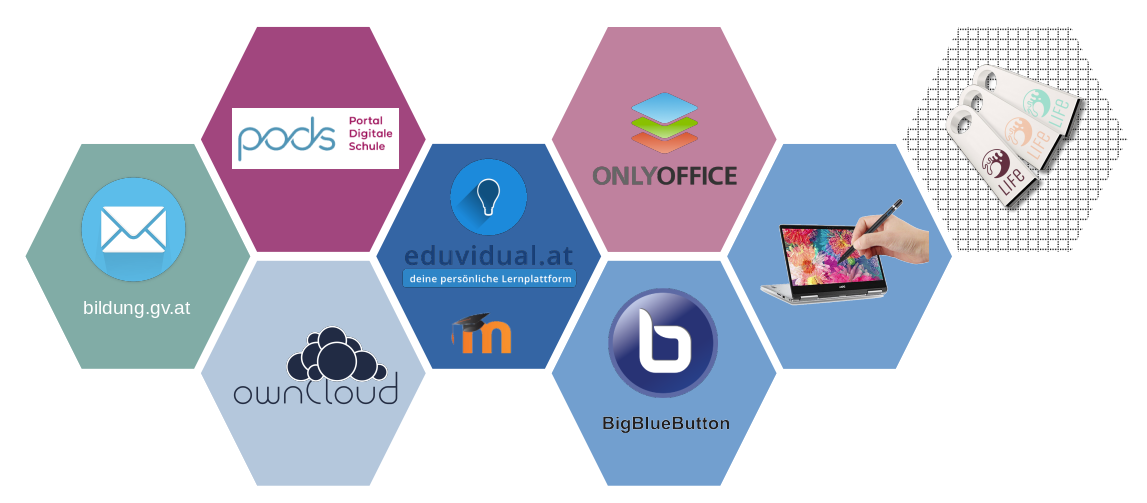 bildung.gv.at
pods
Portal
Digitale
Schule
ownCloud
eduvidual.at
deine persönliche Lernplattform
m
ONLYOFFICE
b
BigBlueButton
LIFE
LIFE
LIFE